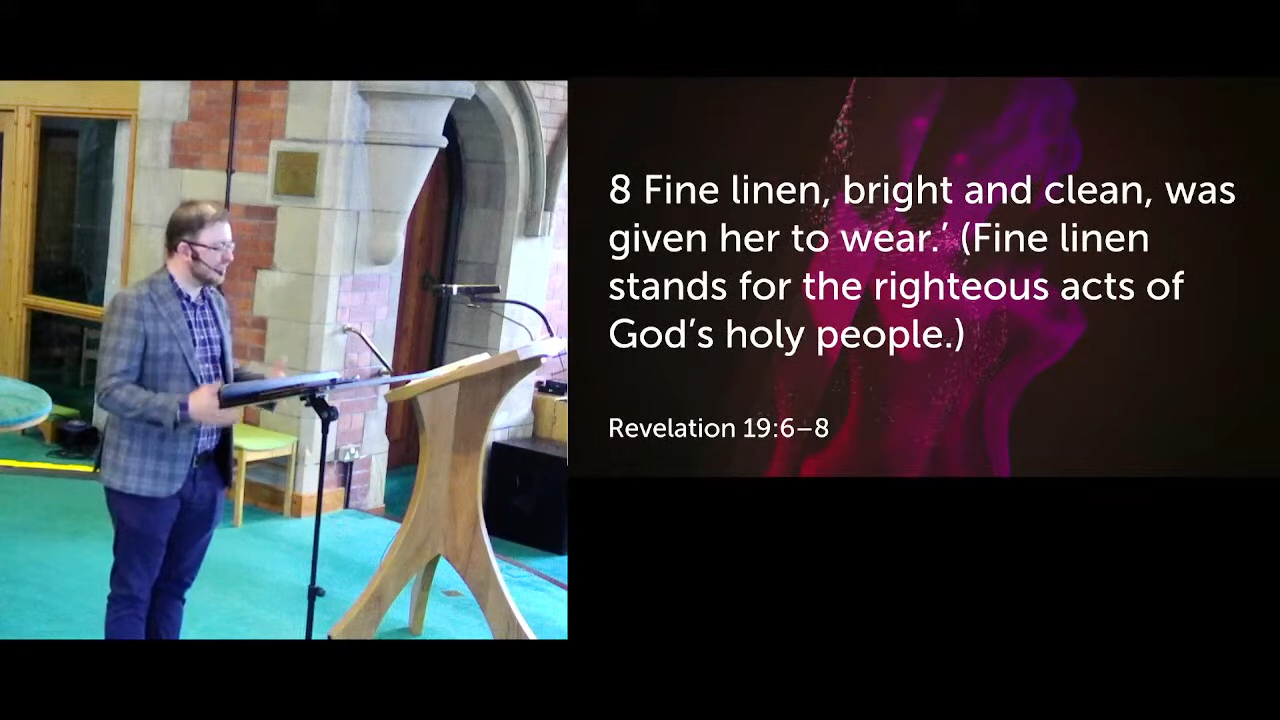 8 Fine linen, bright and clean, was
given her to wear.’ (Fine linen
stands for the righteous acts of
God’s holy people.)
Revelation 19:6–8